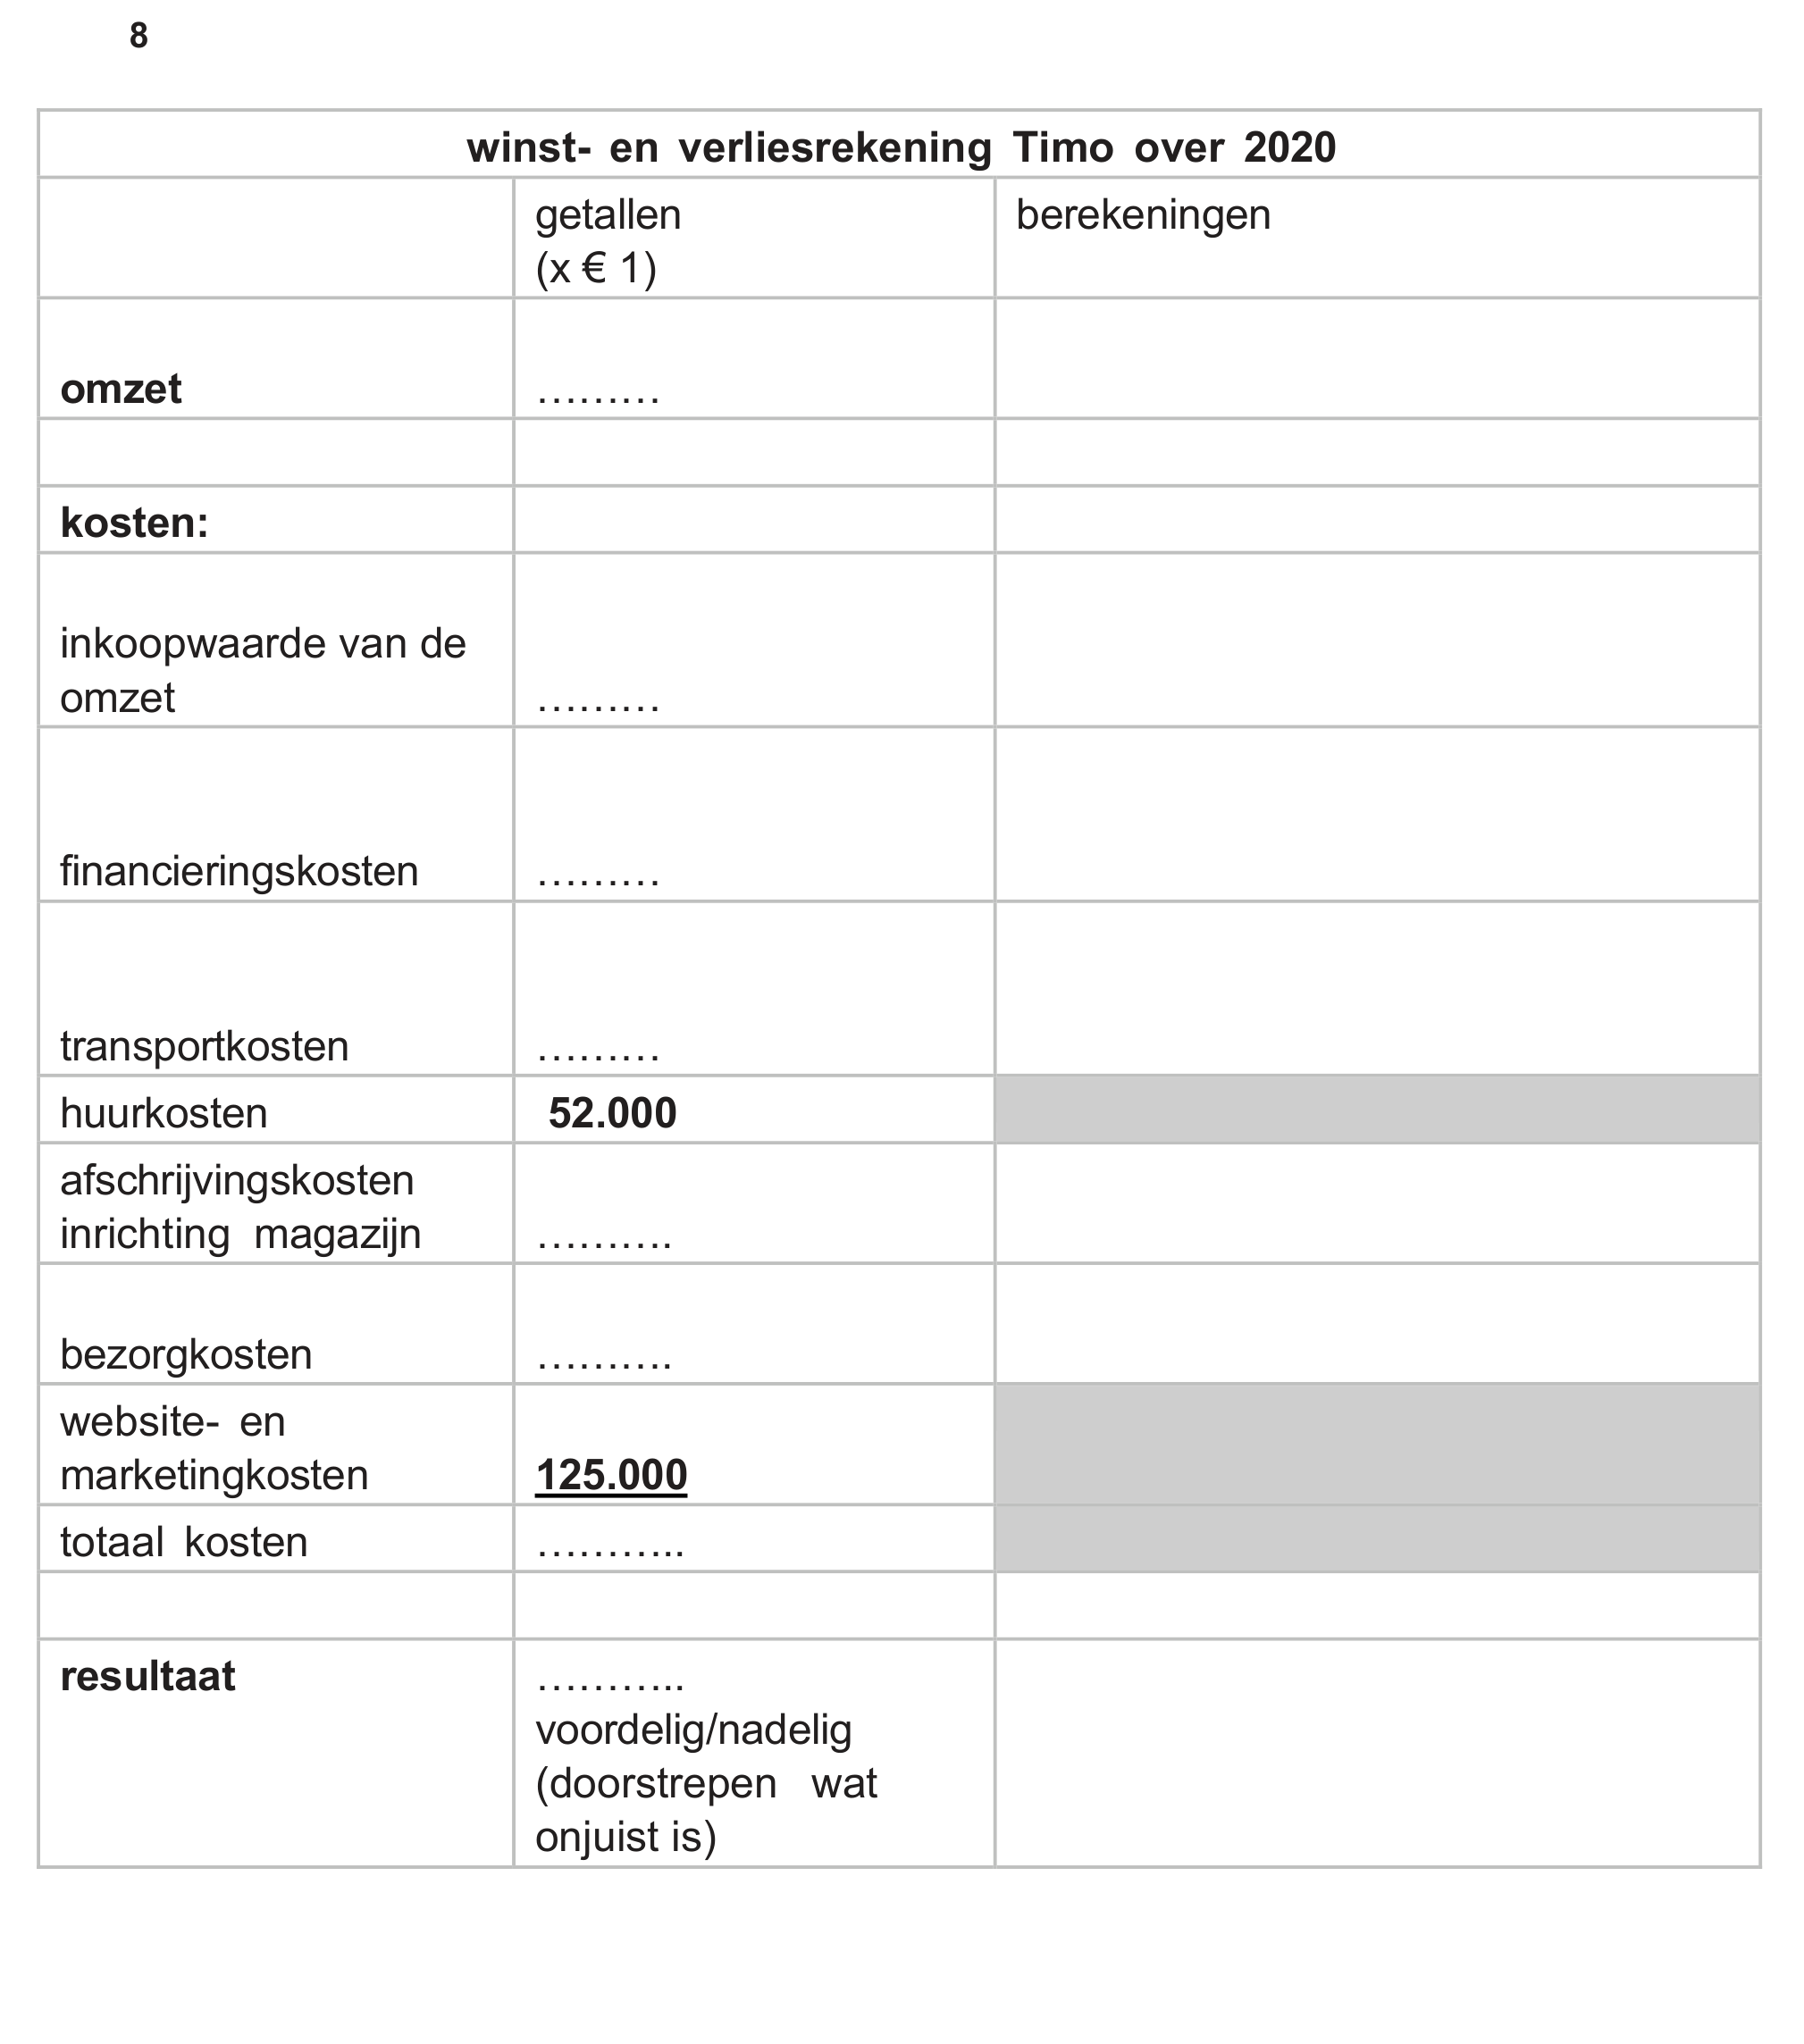 8
winst- en verliesrekening Timo over 2020
getallen
(x € 1)
berekeningen
omzet
………
kosten:
inkoopwaarde van de
omzet
………
financieringskosten
………
transportkosten
………
huurkosten
52.000
afschrijvingskosten
inrichting magazijn
……….
bezorgkosten
……….
website- en
marketingkosten
125.000
totaal kosten
………..
resultaat
………..
voordelig/nadelig
(doorstrepen wat
onjuist is)